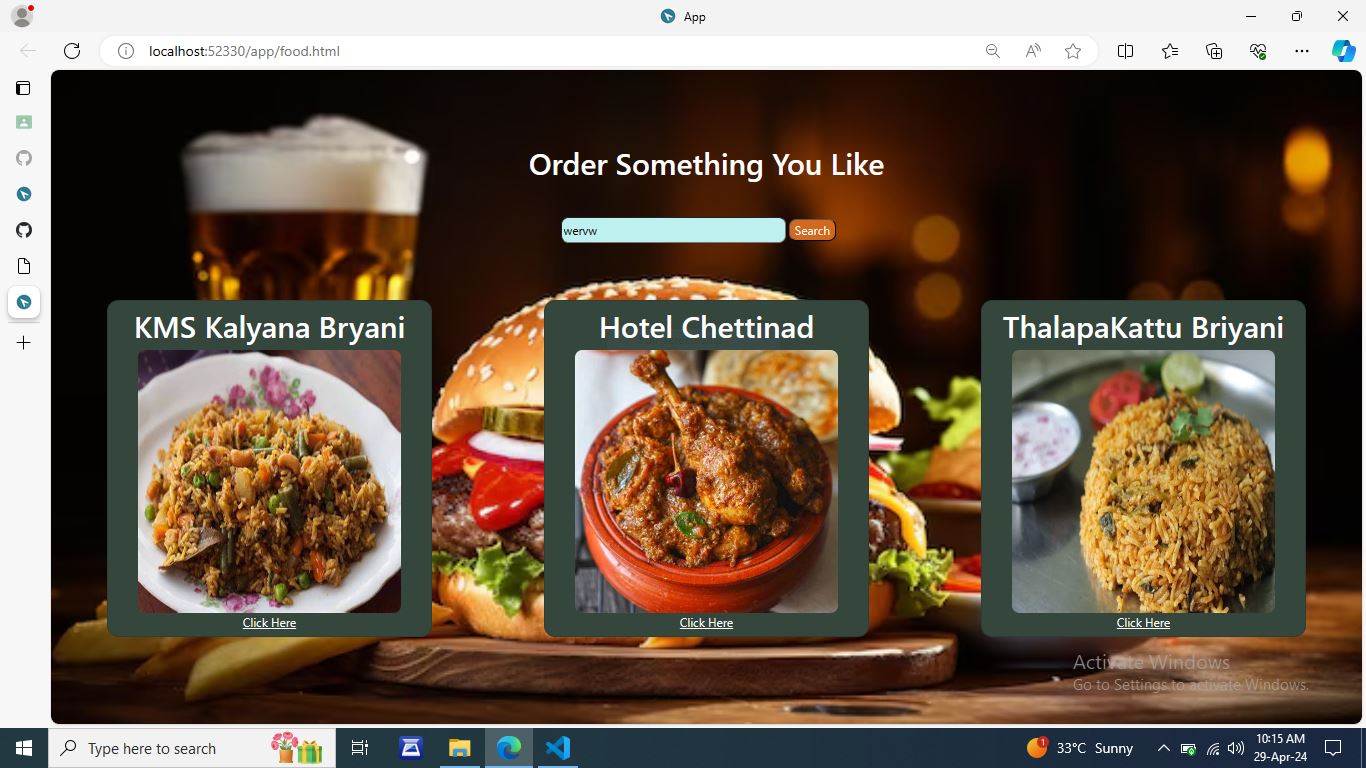 App
localhost:52330/app/food.html
Order Something You Like
wervw
Search
KMS Kalyana Bryani
Hotel Chettinad
ThalapaKattu Briyani
Click Here
Click Here
Click Here
Activate Windows
Go to Settings to activate Windows.
Type here to search
1
33°C Sunny
10:15 AM
29-Apr-24